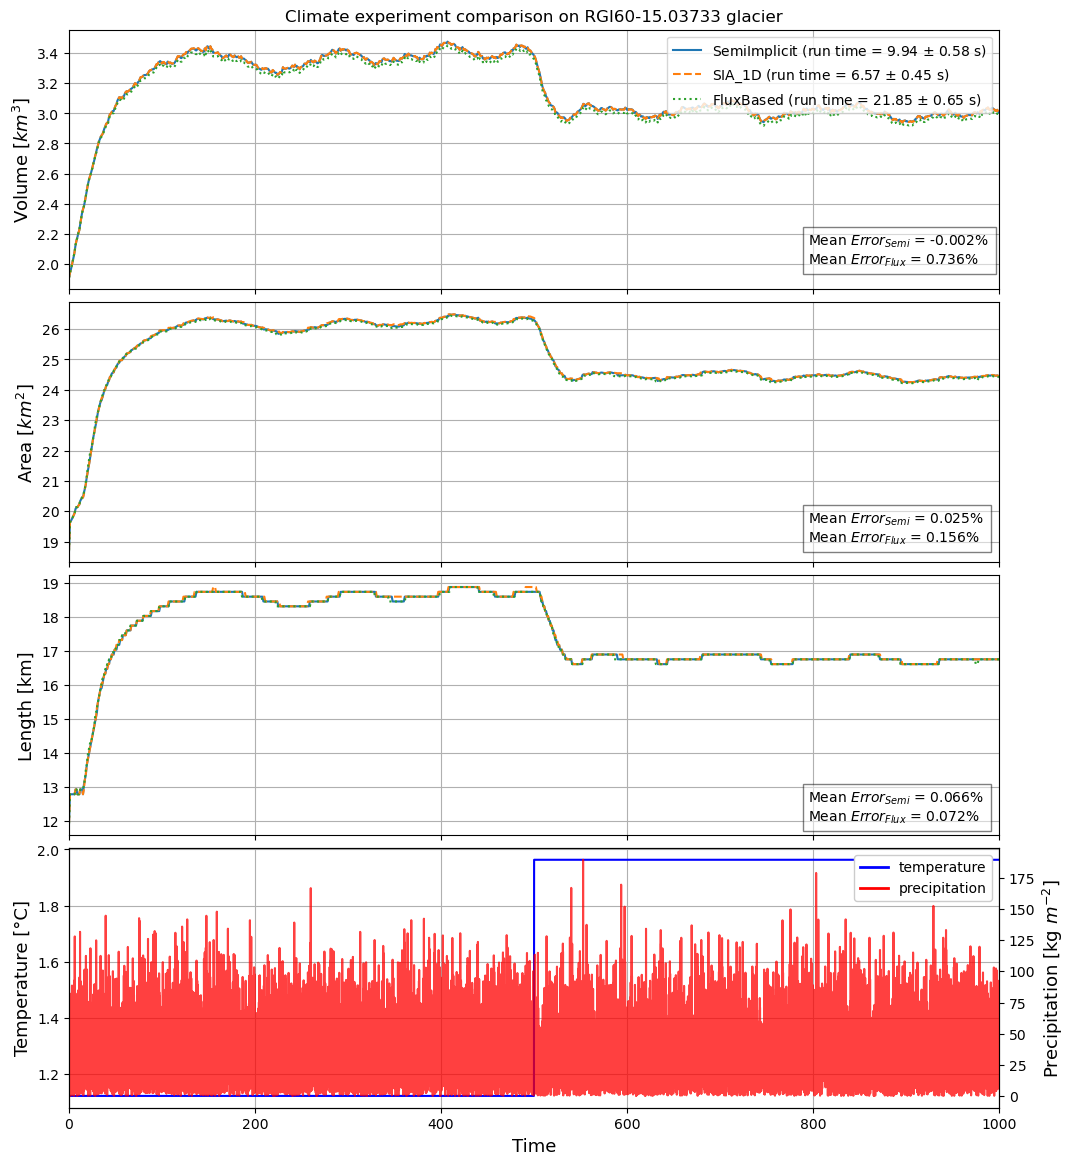 Climate experiment comparison on RGI60-15.03733 glacier
Volume [km³]
3.4
3.2
3.0
2.8
2.6
2.4
2.2
2.0
SemiImplicit (run time = 9.94 ± 0.58 s)
SIA_1D (run time = 6.57 ± 0.45 s)
FluxBased (run time = 21.85 ± 0.65 s)
Mean Error_Semi = -0.002%
Mean Error_Flux = 0.736%
Area [km²]
26
25
24
23
22
21
20
19
Mean Error_Semi = 0.025%
Mean Error_Flux = 0.156%
Length [km]
19
18
17
16
15
14
13
12
Mean Error_Semi = 0.066%
Mean Error_Flux = 0.072%
Temperature [°C]
2.0
1.8
1.6
1.4
1.2
temperature
precipitation
175
150
125
100
75
50
25
0
Precipitation [kg m⁻²]
0 200 400 600 800 1000
Time